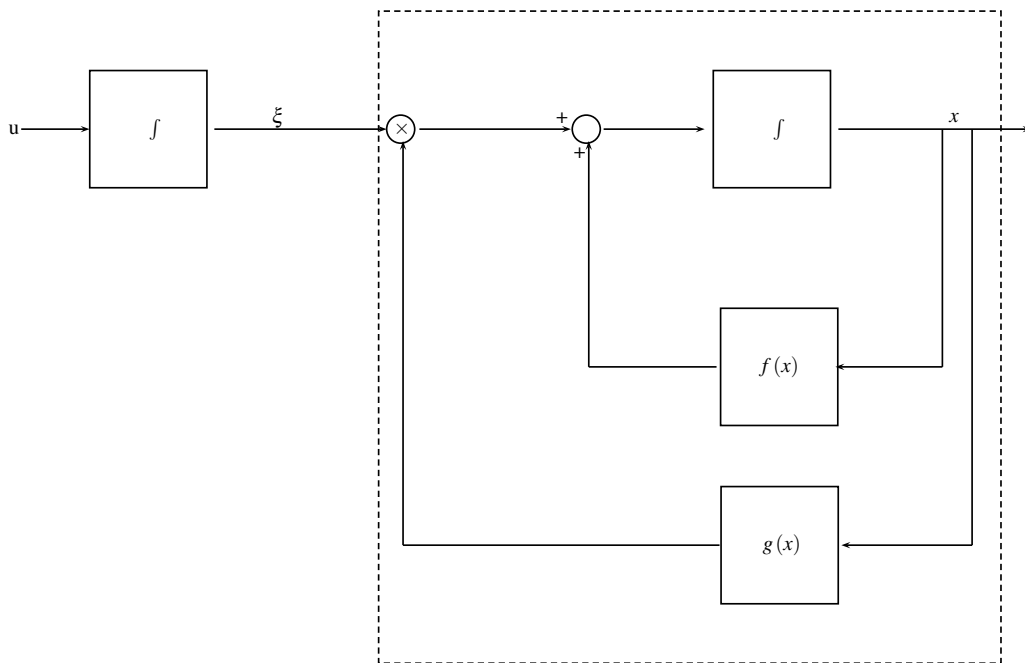 u
∫
ξ
×
+
+
∫
x
f(x)
g(x)